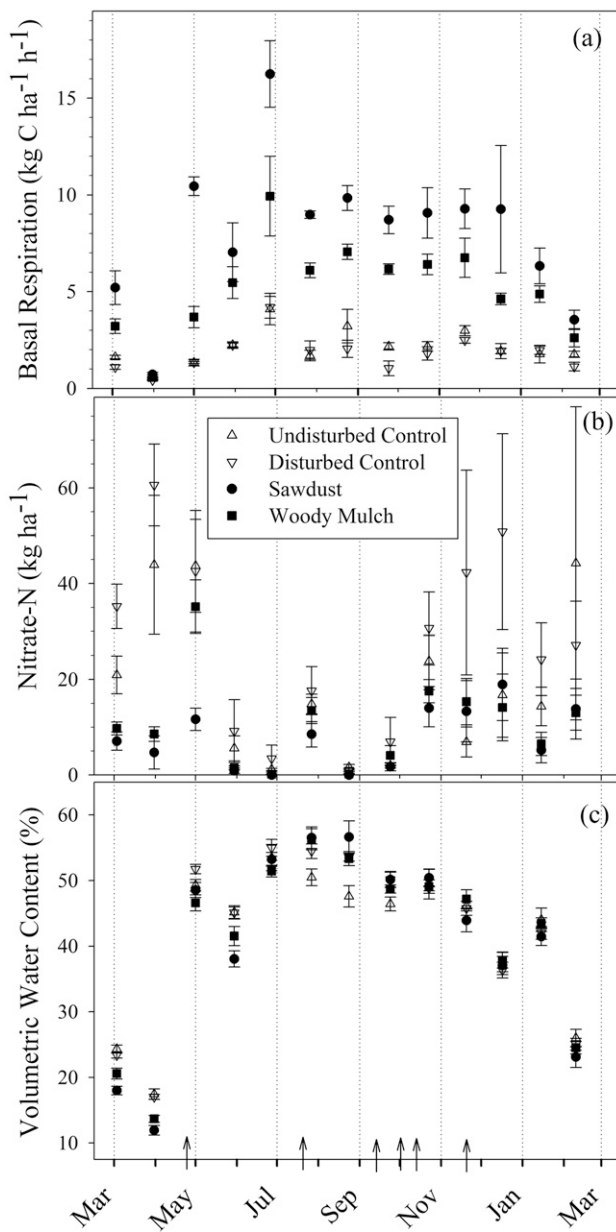 (a)
Basal Respiration (kg C ha⁻¹ h⁻¹)
15
10
5
0
(b)
Undisturbed Control
Disturbed Control
Sawdust
Woody Mulch
Nitrate-N (kg ha⁻¹)
60
40
20
0
(c)
Volumetric Water Content (%)
60
50
40
30
20
10
Mar
May
Jul
Sep
Nov
Jan
Mar